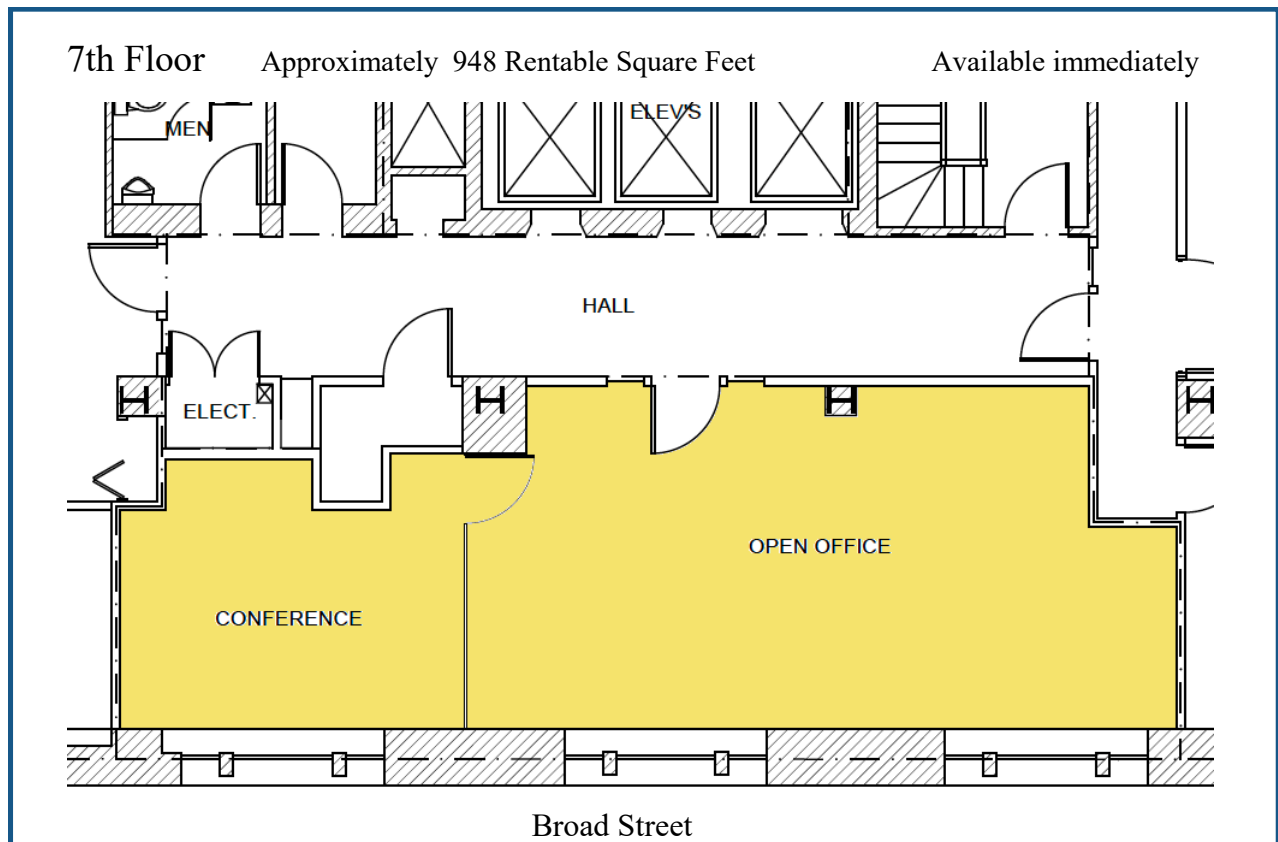 7th Floor Approximately 948 Rentable Square Feet Available immediately
MEN
ELEV'S
HALL
ELECT.
OPEN OFFICE
CONFERENCE
Broad Street